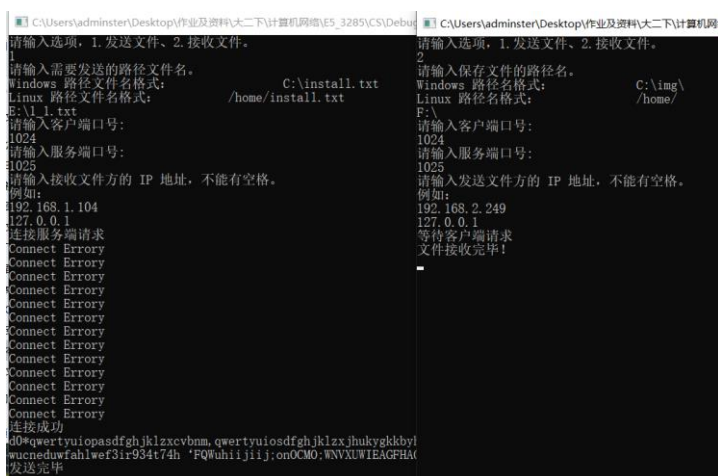 C:\Users\adminster\Desktop\作业及资料\大二下\计算机网络\E5_3285\CS\Debug
请输入选项，1.发送文件、2.接收文件。
1
请输入需要发送的路径文件名。
Windows 路径文件名格式： C:\install.txt
Linux 路径文件名格式： /home/install.txt
E:\1_1.txt
请输入客户端口号:
1024
请输入服务端口号:
1025
请输入接收文件方的 IP 地址，不能有空格。
例如:
192.168.1.104
127.0.0.1
连接服务端请求
Connect Errory
Connect Errory
Connect Errory
Connect Errory
Connect Errory
Connect Errory
Connect Errory
Connect Errory
Connect Errory
Connect Errory
Connect Errory
Connect Errory
Connect Errory
连接成功
d0*qwertyuiopasdfghjklzxcvbnm,qwertyuiosdfghjklzxjhukygkkbyl
wucneduwfahlwef3ir934t74h ‘FQWuhiijiij;onOCMO;WNVXUWIEAGFHAO
发送完毕
C:\Users\adminster\Desktop\作业及资料\大二下\计算机网
请输入选项，1.发送文件、2.接收文件。
2
请输入保存文件的路径名。
Windows 路径名格式： C:\img\
Linux 路径名格式： /home/
F:\
请输入客户端口号:
1024
请输入服务端口号:
1025
请输入发送文件方的 IP 地址，不能有空格。
例如:
192.168.2.249
127.0.0.1
等待客户端请求
文件接收完毕!